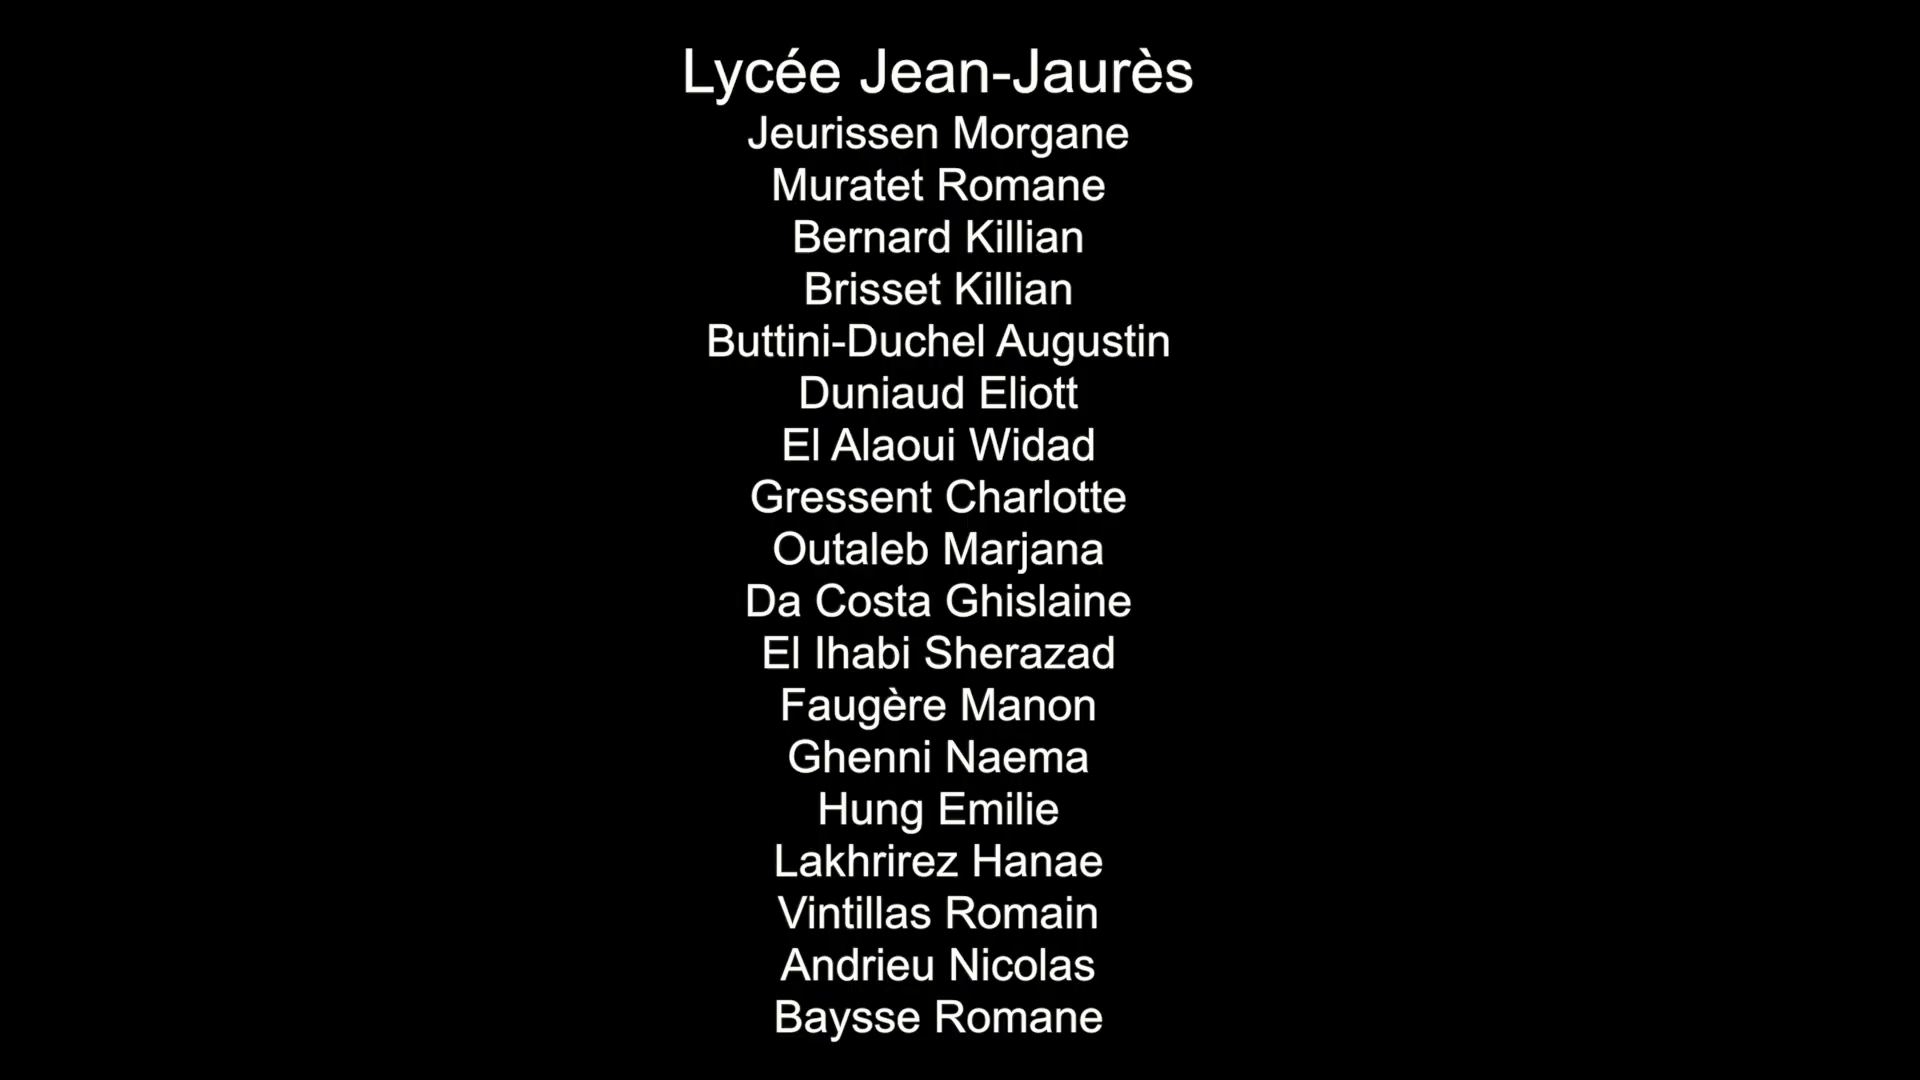 Lycée Jean-Jaurès
Jeurissen Morgane
Muratet Romane
Bernard Killian
Brisset Killian
Buttini-Duchel Augustin
Duniaud Eliott
El Alaoui Widad
Gressent Charlotte
Outaleb Marjana
Da Costa Ghislaine
El Ihabi Sherazad
Faugère Manon
Ghenni Naema
Hung Emilie
Lakhrirez Hanae
Vintillas Romain
Andrieu Nicolas
Baysse Romane